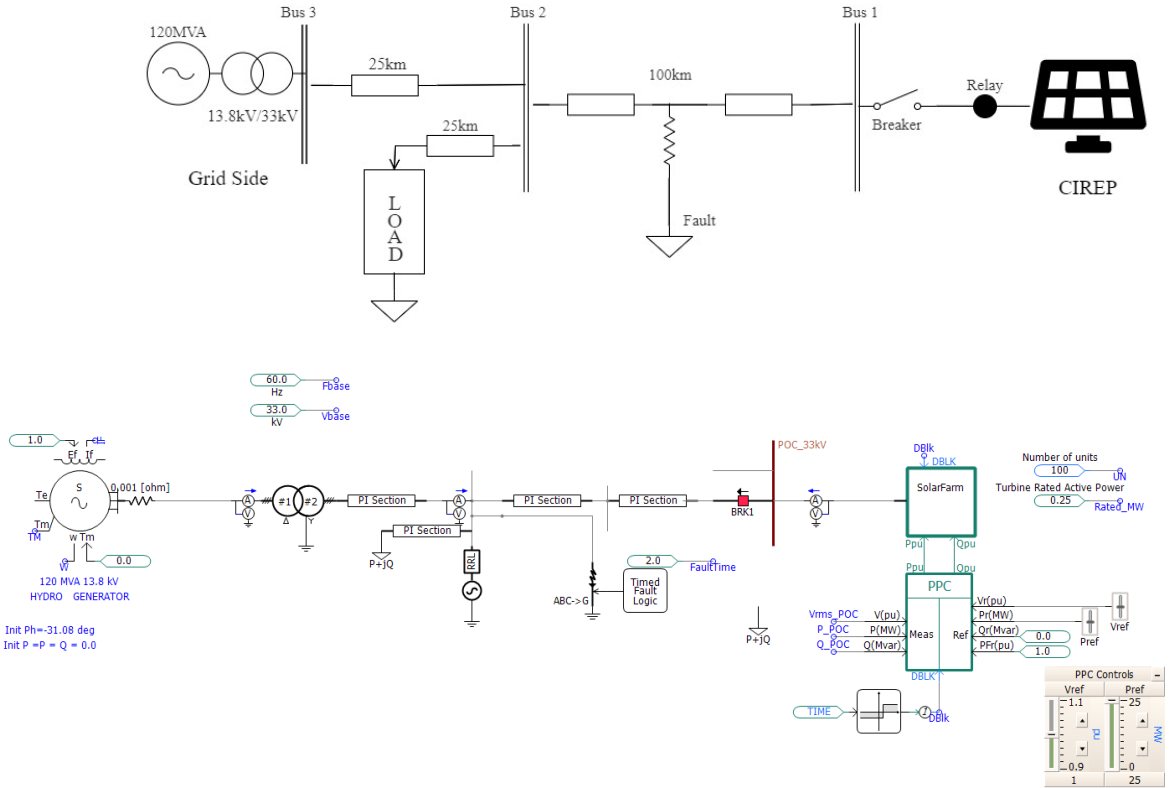 Bus 3
Bus 2
Bus 1
120MVA
25km
100km
13.8kV/33kV
Relay
Breaker
25km
Grid Side
CIREP
L
O
A
D
Fault
60.0
Hz
Fbase
33.0
kV
Vbase
1.0
Ef If
Te
S
0.001 [ohm]
Tm
TM
w Tm
W
0.0
120 MVA 13.8 kV
HYDRO GENERATOR
Init Ph=-31.08 deg
Init P =P = Q = 0.0
A
V
#1
#2
PI Section
A
V
PI Section
PI Section
PI Section
P+jQ
RRL
ABC->G
Timed
Fault
Logic
2.0
FaultTime
BRK1
POC_33kV
P+jQ
A
V
DBlk
DBLK
SolarFarm
Ppu
Qpu
Ppu
Qpu
PPC
Number of units
100
UN
Turbine Rated Active Power
0.25
Rated_MW
Vrms_POC
V(pu)
P_POC
P(MW)
Q_POC
Q(Mvar)
Meas
Ref
Vr(pu)
Pr(MW)
Qr(Mvar)
0.0
PFr(pu)
1.0
Vref
Pref
DBLK
TIME
DBlk
PPC Controls
Vref
Pref
1.1
0.9
pu
25
0
MW
1
25